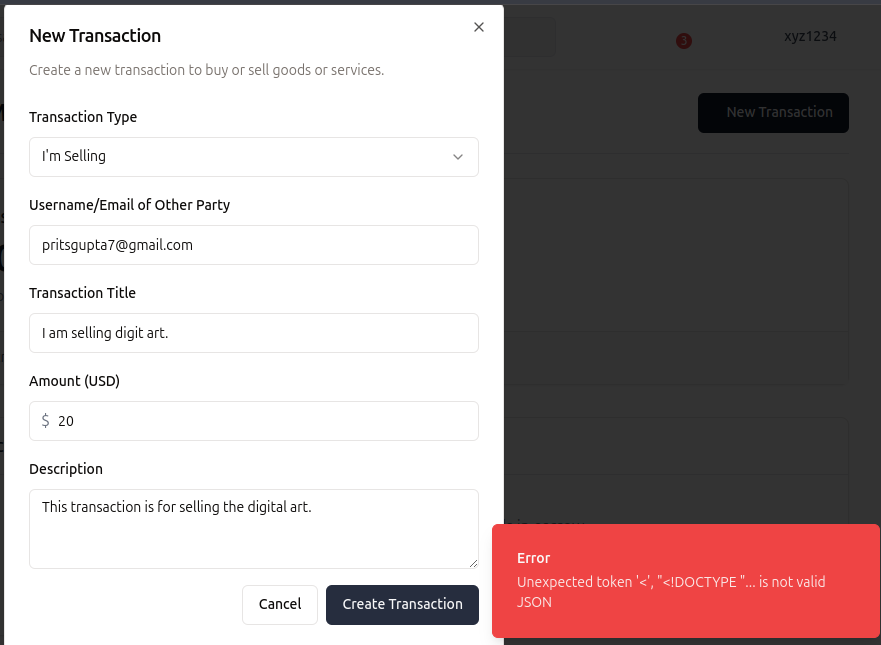 New Transaction
Create a new transaction to buy or sell goods or services.
Transaction Type
I'm Selling
Username/Email of Other Party
pritsgupta7@gmail.com
Transaction Title
I am selling digit art.
Amount (USD)
$ 20
Description
This transaction is for selling the digital art.
Cancel
Create Transaction
3
xyz1234
New Transaction
Error
Unexpected token '<', "<!DOCTYPE "... is not valid
JSON